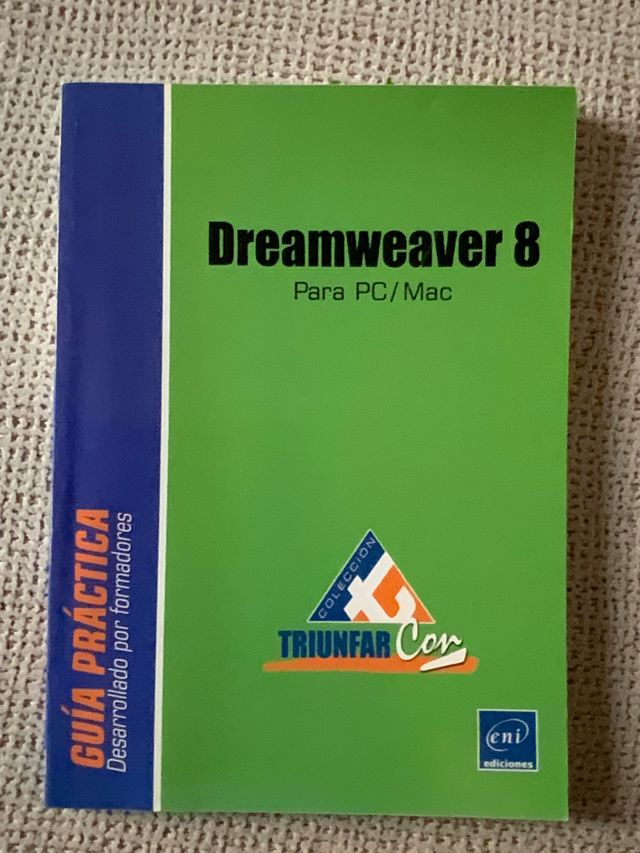 Dreamweaver 8
Para PC/Mac
GUÍA PRÁCTICA
Desarrollado por formadores
COLECCIÓN
TRIUNFAR Con
eni
ediciones